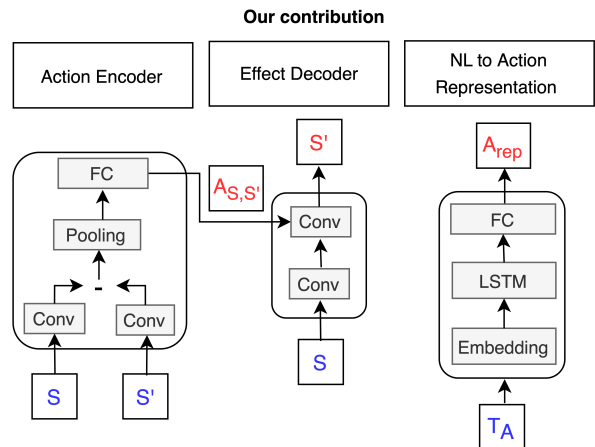 Our contribution
Action Encoder
Effect Decoder
NL to Action
Representation
S'
A_rep
FC
A_S,S'
FC
Pooling
Conv
-
LSTM
Conv
Conv
Conv
Embedding
S
S'
S
T_A